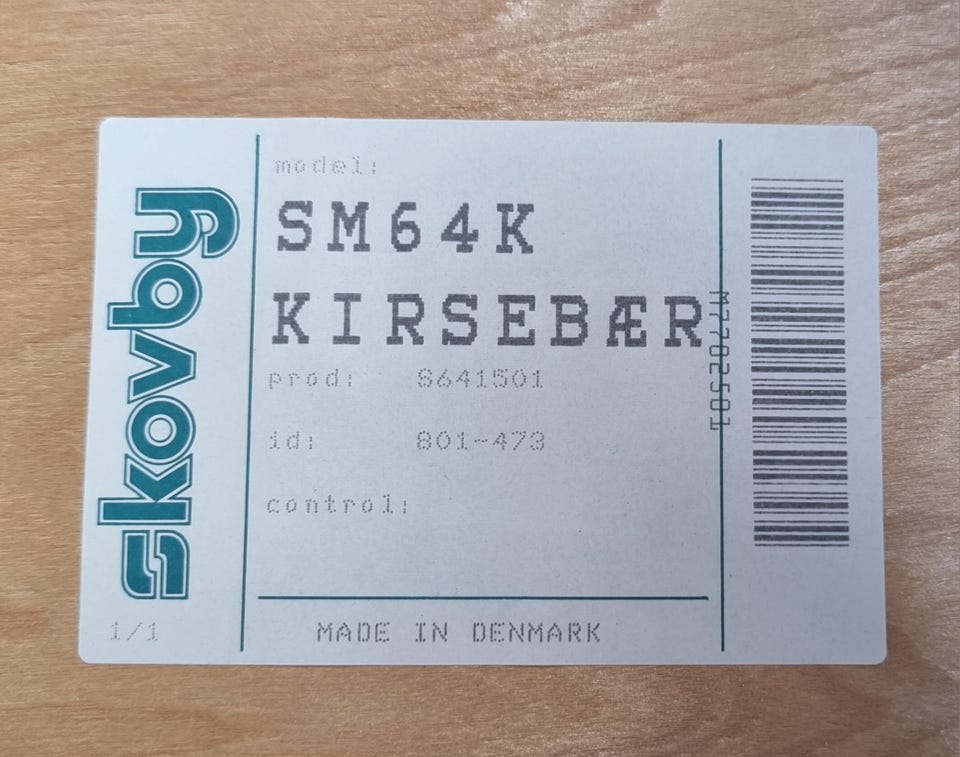 skovby
model:
SM64K
KIRSEBÆR
prod: S641501
id: 801-473
control:
M7702501
1/1
MADE IN DENMARK